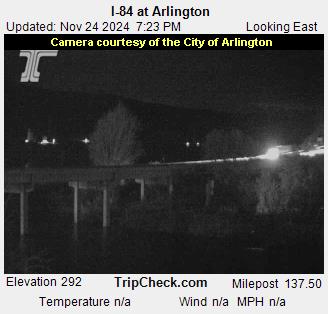 I-84 at Arlington
Updated: Nov 24 2024 7:23 PM Looking East
Camera courtesy of the City of Arlington
Elevation 292 TripCheck.com Milepost 137.50
Temperature n/a Wind n/a MPH n/a